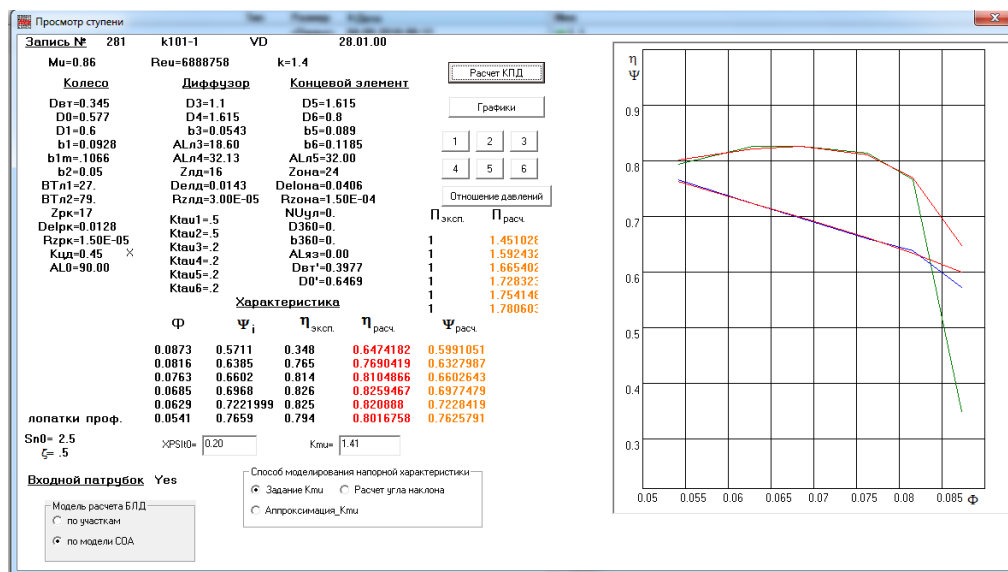 Просмотр ступени
Запись № 281 k101-1 VD 28.01.00
Mu=0.86 Reu=6888758 k=1.4
Колесо Диффузор Концевой элемент
Dвт=0.345 D3=1.1 D5=1.615
D0=0.577 D4=1.615 D6=0.8
D1=0.6 b3=0.0543 b5=0.089
b1=0.0928 ALл3=18.60 b6=0.1185
b1m=.1066 ALл4=32.13 ALл5=32.00
b2=0.05 Zлд=16 Zона=24
BTл1=27. Delлд=0.0143 Delона=0.0406
BTл2=79. Rzлд=3.00E-05 Rzона=1.50E-04
Zрк=17 Ktau1=.5 NUул=0.
Delрк=0.0128 Ktau2=.5 D360=0.
Rzрк=1.50E-05 Ktau3=.2 b360=0.
Kцд=0.45 X Ktau4=.2 ALяз=0.00
AL0=90.00 Ktau5=.2 Dвт'=0.3977
Ktau6=.2 D0'=0.6469
Расчет КПД
Графики
1 2 3
4 5 6
Отношение давлений
П эксп. П расч.
1 1.451028
1 1.592432
1 1.665402
1 1.728323
1 1.754148
1 1.780603
Характеристика
Φ Ψ i η эксп. η расч. Ψ расч.
0.0873 0.5711 0.348 0.6474182 0.5991051
0.0816 0.6385 0.765 0.7690419 0.6327987
0.0763 0.6602 0.814 0.8104866 0.6602643
0.0685 0.6968 0.826 0.8259467 0.6977479
0.0629 0.7221999 0.825 0.820888 0.7228419
0.0541 0.7659 0.794 0.8016758 0.7625791
лопатки проф.
Sn0= 2.5
ζ= .5
XPSIt0= 0.20 Kmu= 1.41
Входной патрубок Yes
Модель расчета БЛД
по участкам
по модели СОА
Способ моделирования напорной характеристики
Задание Kmu Расчет угла наклона
Аппроксимация_Kmu
η
Ψ
0.9
0.8
0.7
0.6
0.5
0.4
0.3
0.05 0.055 0.06 0.065 0.07 0.075 0.08 0.085 Φ